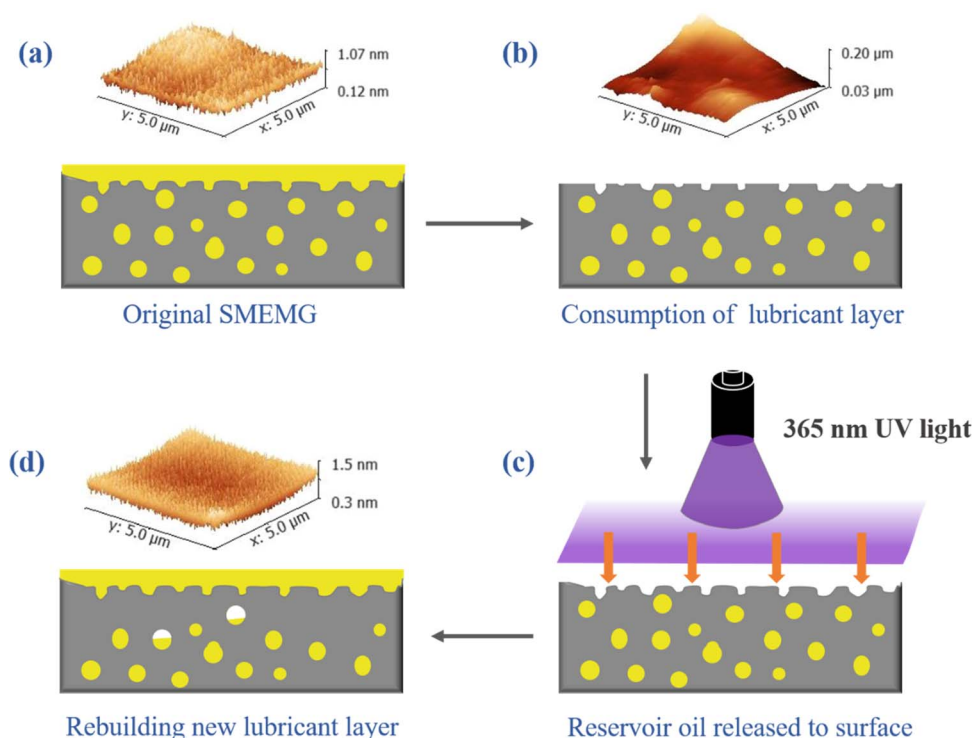 (a)
1.07 nm
0.12 nm
y: 5.0 µm
x: 5.0 µm
Original SMEMG
(b)
0.20 µm
0.03 µm
y: 5.0 µm
x: 5.0 µm
Consumption of lubricant layer
365 nm UV light
(c)
Reservoir oil released to surface
(d)
1.5 nm
0.3 nm
y: 5.0 µm
x: 5.0 µm
Rebuilding new lubricant layer